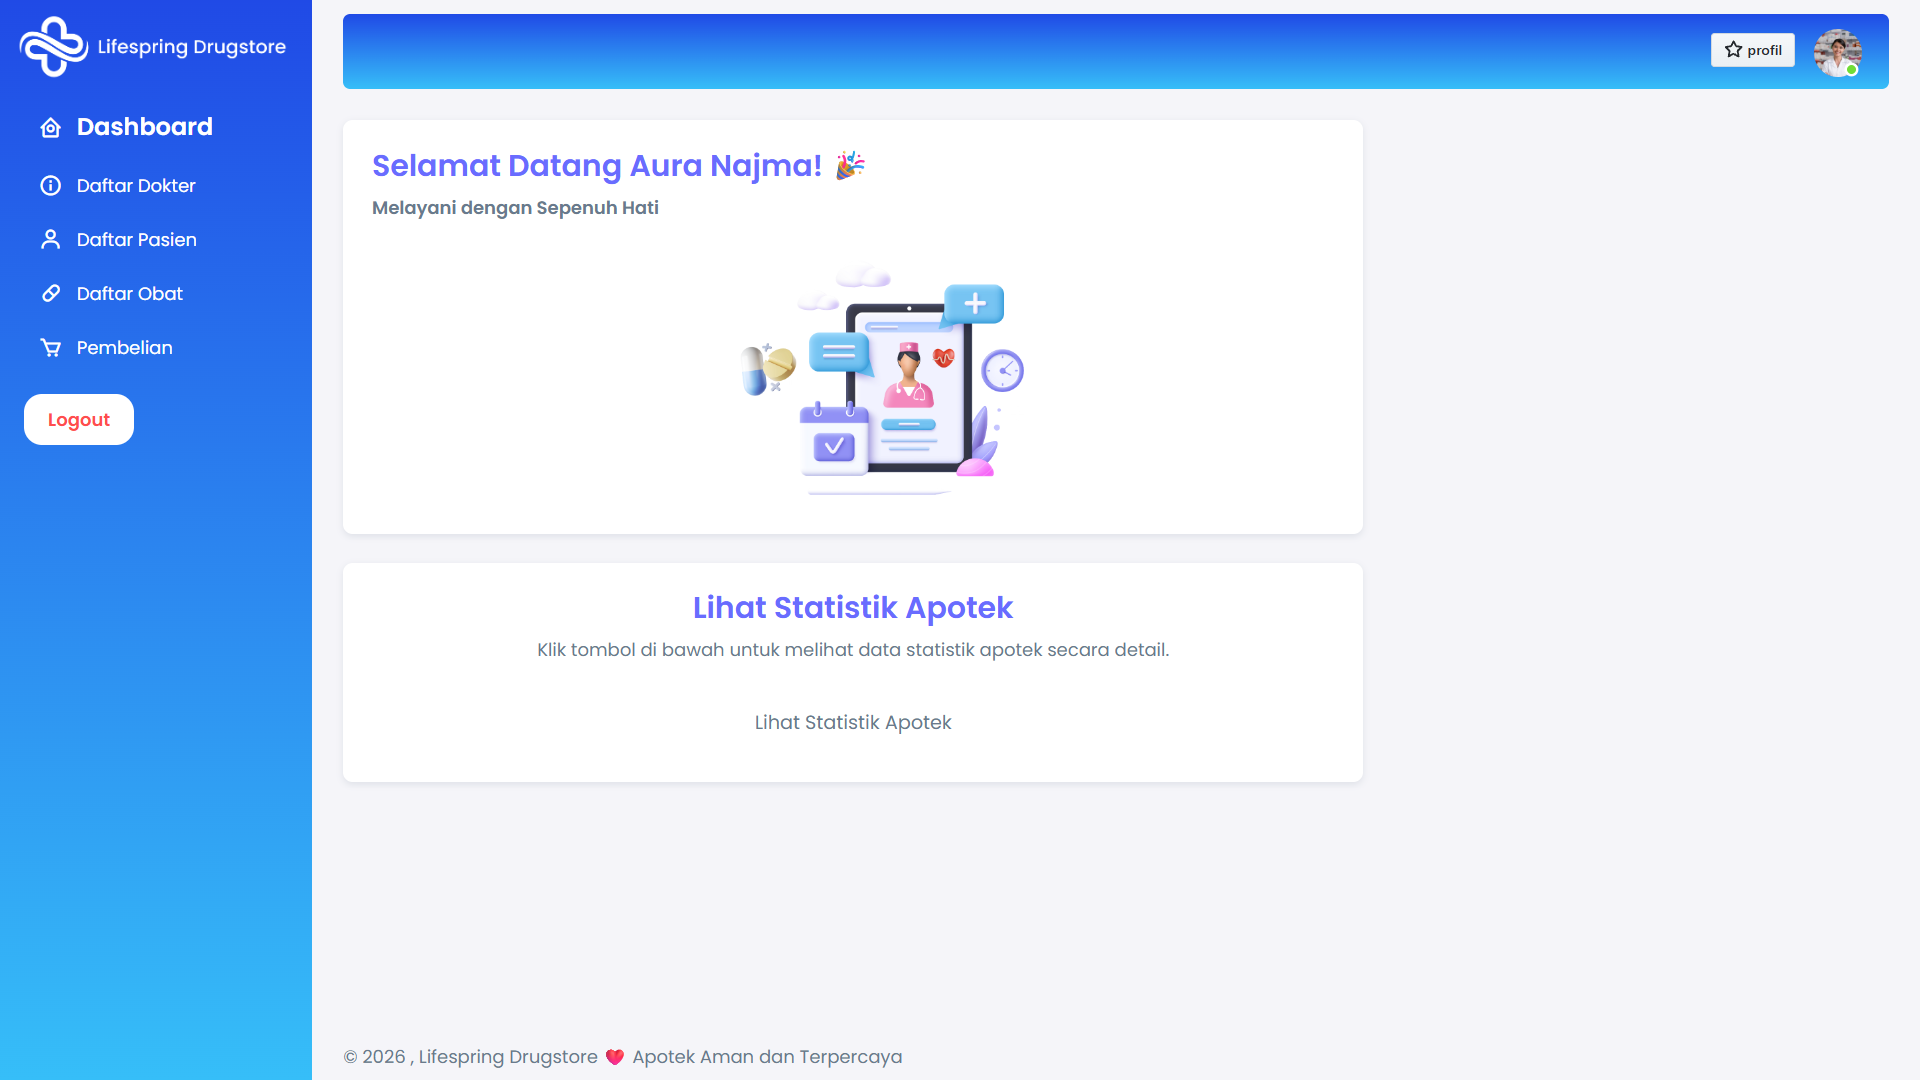 Lifespring Drugstore
Dashboard
Daftar Dokter
Daftar Pasien
Daftar Obat
Pembelian
Logout
profil
Selamat Datang Aura Najma! 🎉
Melayani dengan Sepenuh Hati
Lihat Statistik Apotek
Klik tombol di bawah untuk melihat data statistik apotek secara detail.
Lihat Statistik Apotek
© 2026 , Lifespring Drugstore ❤️ Apotek Aman dan Terpercaya